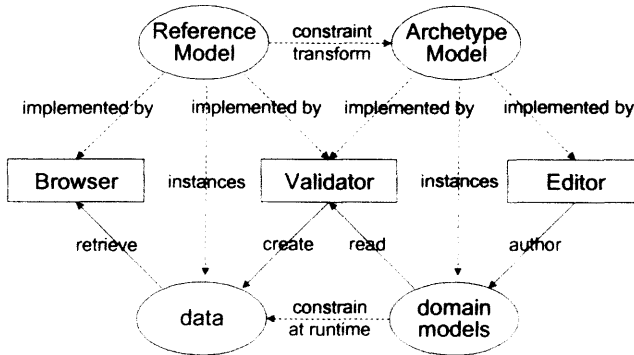 Reference
Model
constraint
transform
Archetype
Model
implemented by
implemented by
implemented by
implemented by
Browser
instances
Validator
instances
Editor
retrieve
create
read
author
data
constrain
at runtime
domain
models